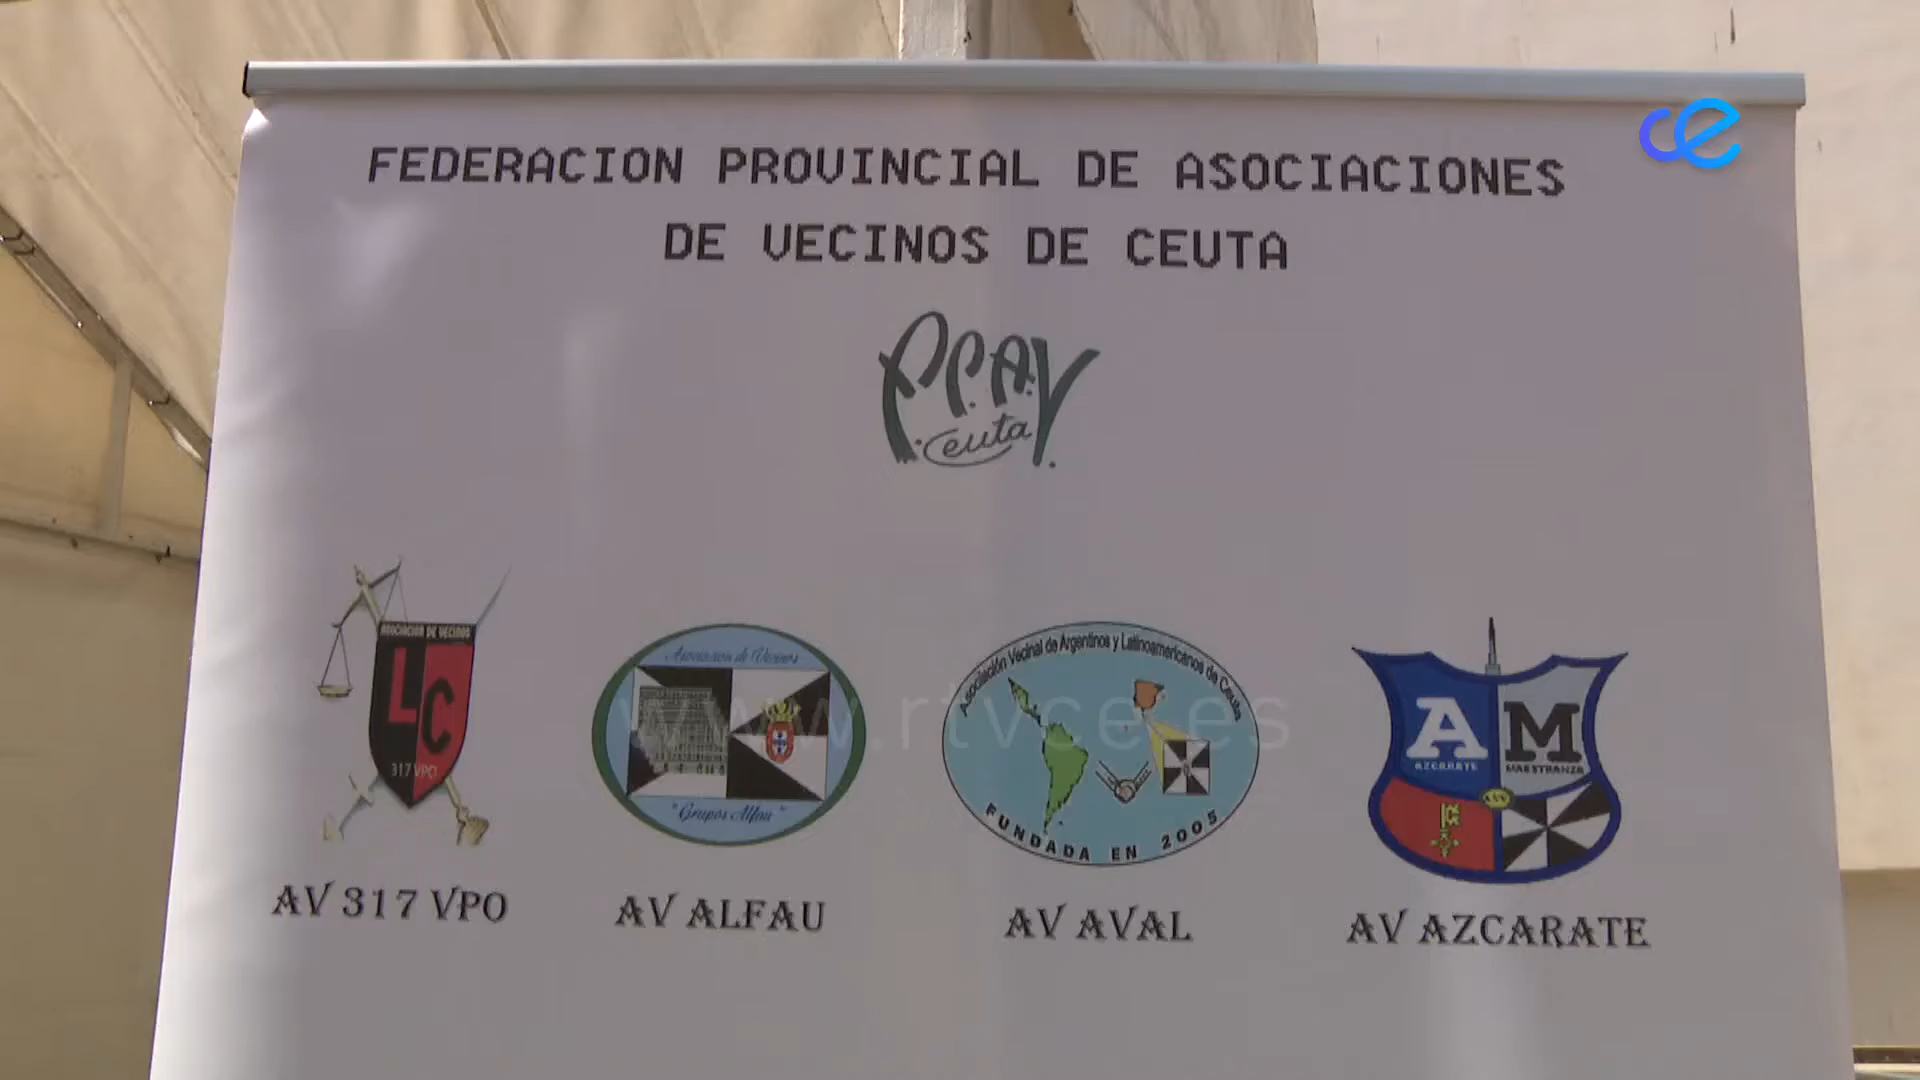 FEDERACION PROVINCIAL DE ASOCIACIONES
DE VECINOS DE CEUTA
F.P.A.V.
Ceuta
ASOCIACION DE VECINOS
LC
317 VPO
Asociacion de Vecinos
"Grupos Alfau"
Asociación Vecinal de Argentinos y Latinoamericanos de Ceuta
FUNDADA EN 2005
A M
AZCARATE MAESTRANZA
AV 317 VPO
AV ALFAU
AV AVAL
AV AZCARATE
www.rtvce.es
ce